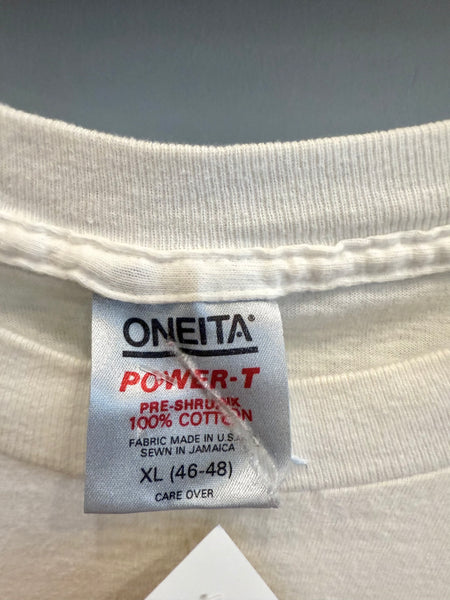 ONEITA®
POWER-T
PRE-SHRUNK
100% COTTON
FABRIC MADE IN U.S.A.
SEWN IN JAMAICA
XL (46-48)
CARE OVER